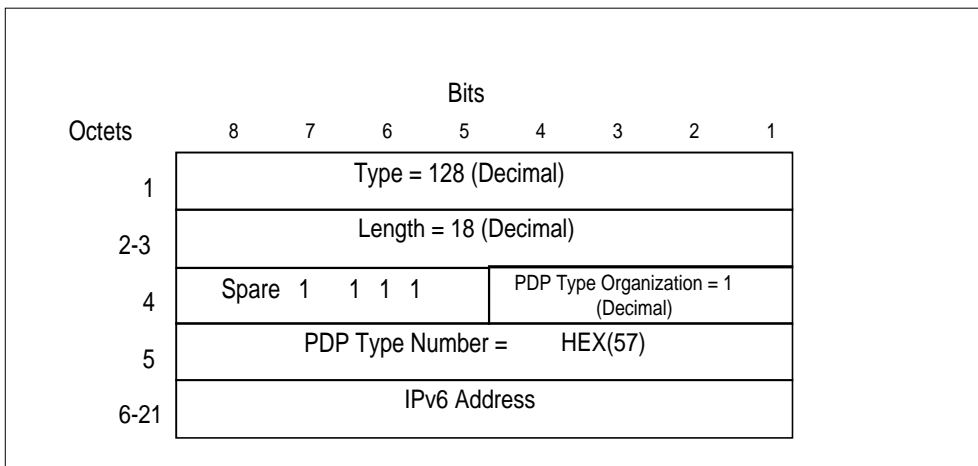 Bits
Octets 8 7 6 5 4 3 2 1
1 Type = 128 (Decimal)
2-3 Length = 18 (Decimal)
4 Spare 1 1 1 1 PDP Type Organization = 1
(Decimal)
5 PDP Type Number = HEX(57)
6-21 IPv6 Address